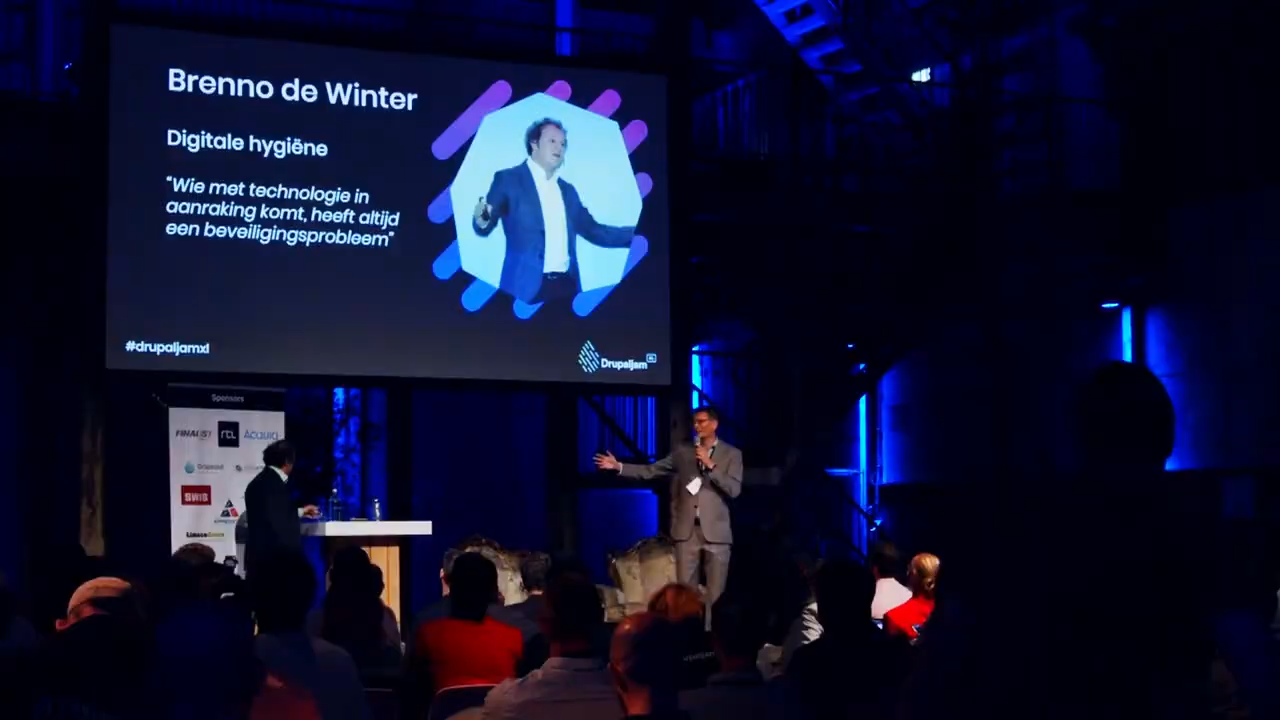 Brenno de Winter
Digitale hygiëne
“Wie met technologie in
aanraking komt, heeft altijd
een beveiligingsprobleem”
#drupaljamxl
Drupaljam XL
Sponsors
FINALIST
ACQUIA
SWIS